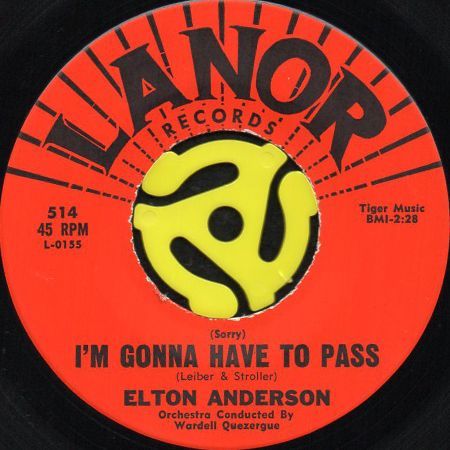 LANOR
RECORDS
514
45 RPM
L-0155
Tiger Music
BMI-2:28
(Sorry)
I'M GONNA HAVE TO PASS
(Leiber & Stroller)
ELTON ANDERSON
Orchestra Conducted By
Wardell Quezergue